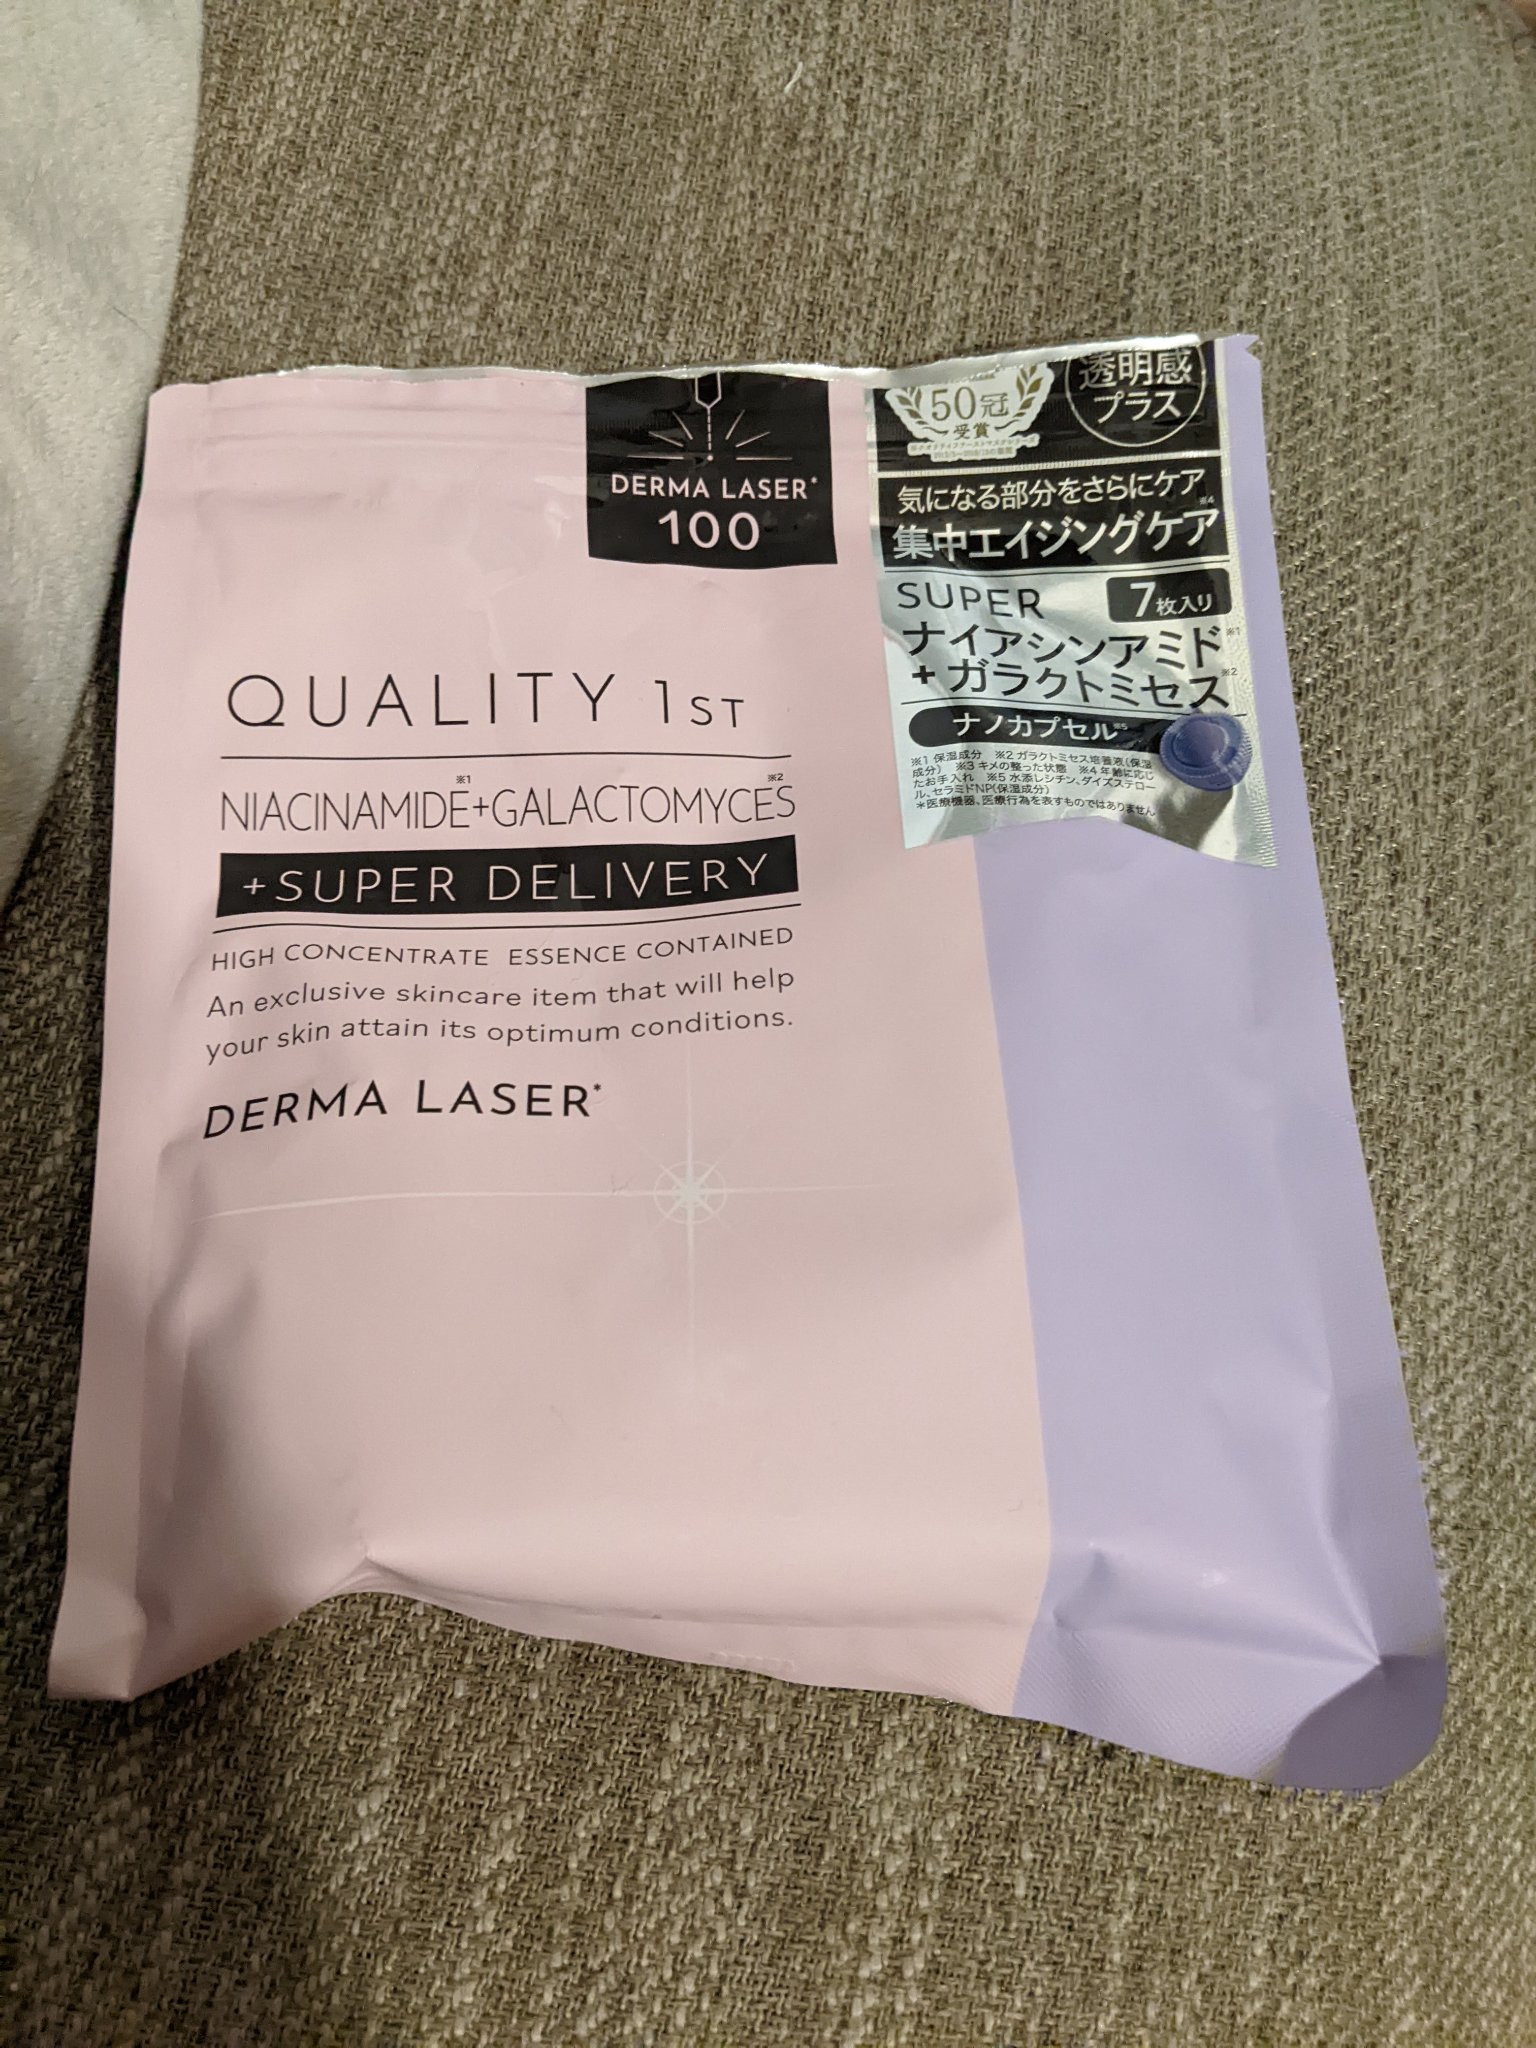 DERMA LASER*
100
QUALITY 1ST
NIACINAMIDE※1+GALACTOMYCES※2
+SUPER DELIVERY
HIGH CONCENTRATE ESSENCE CONTAINED
An exclusive skincare item that will help
your skin attain its optimum conditions.
DERMA LASER*
50冠
受賞
透明感
プラス
気になる部分をさらにケア
集中エイジングケア※4
SUPER
7枚入り
ナイアシンアミド※1
+ガラクトミセス※2
ナノカプセル※5
※1 保湿成分 ※2 ガラクトミセス培養液(保湿
成分) ※3 キメの整った状態 ※4 年齢に応じ
たお手入れ ※5 水添レシチン、ダイズステロー
ル、セラミドNP(保湿成分)
*医療機器、医療行為を表すものではありません